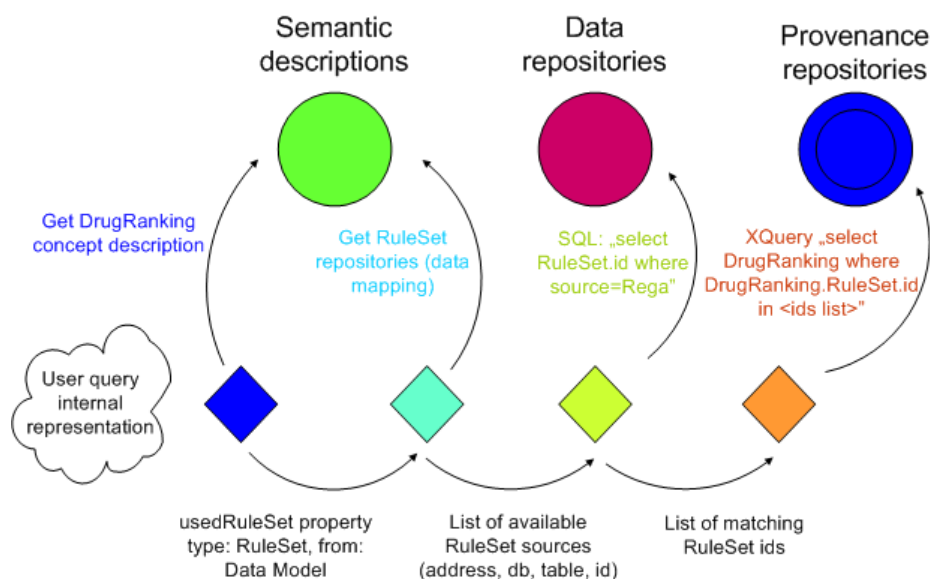 Semantic
descriptions
Data
repositories
Provenance
repositories
Get DrugRanking
concept description
Get RuleSet
repositories (data
mapping)
SQL: „select
RuleSet.id where
source=Rega”
XQuery „select
DrugRanking where
DrugRanking.RuleSet.id
in <ids list>”
User query
internal
representation
usedRuleSet property
type: RuleSet, from:
Data Model
List of available
RuleSet sources
(address, db, table, id)
List of matching
RuleSet ids